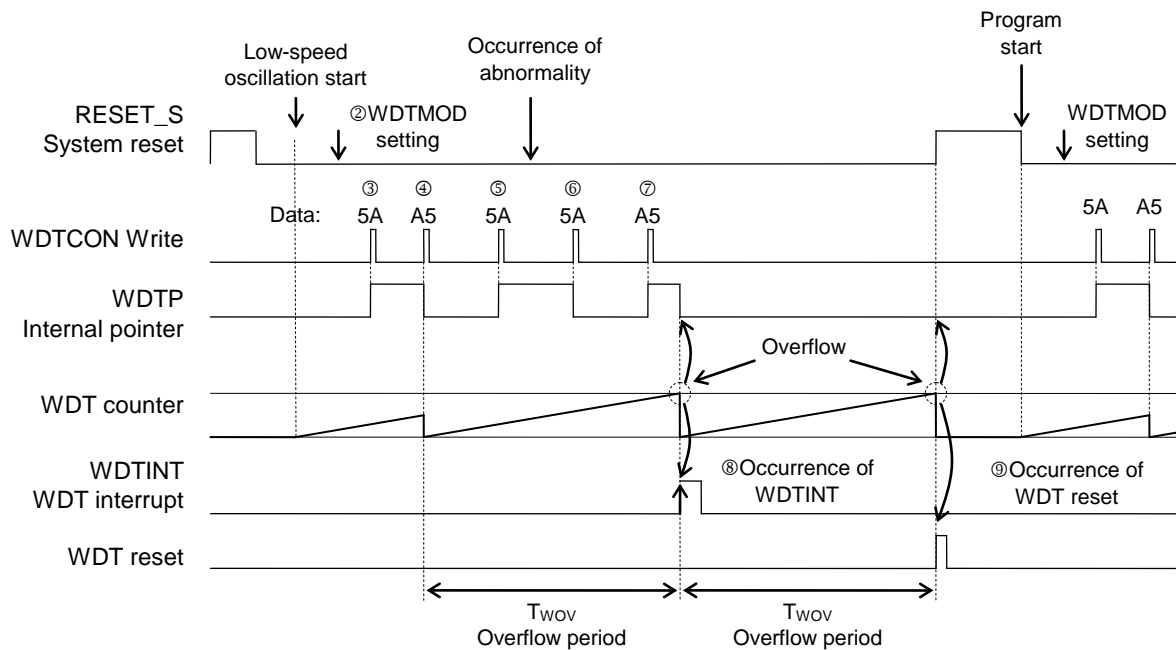 Program
start
Low-speed
oscillation start
Occurrence of
abnormality
RESET_S
System reset
②WDTMOD
setting
WDTMOD
setting
③ ④ ⑤ ⑥ ⑦
Data: 5A A5 5A 5A A5
5A A5
WDTCON Write
WDTP
Internal pointer
Overflow
WDT counter
WDTINT
WDT interrupt
⑧Occurrence of
WDTINT
⑨Occurrence of
WDT reset
WDT reset
TWOV
Overflow period
TWOV
Overflow period